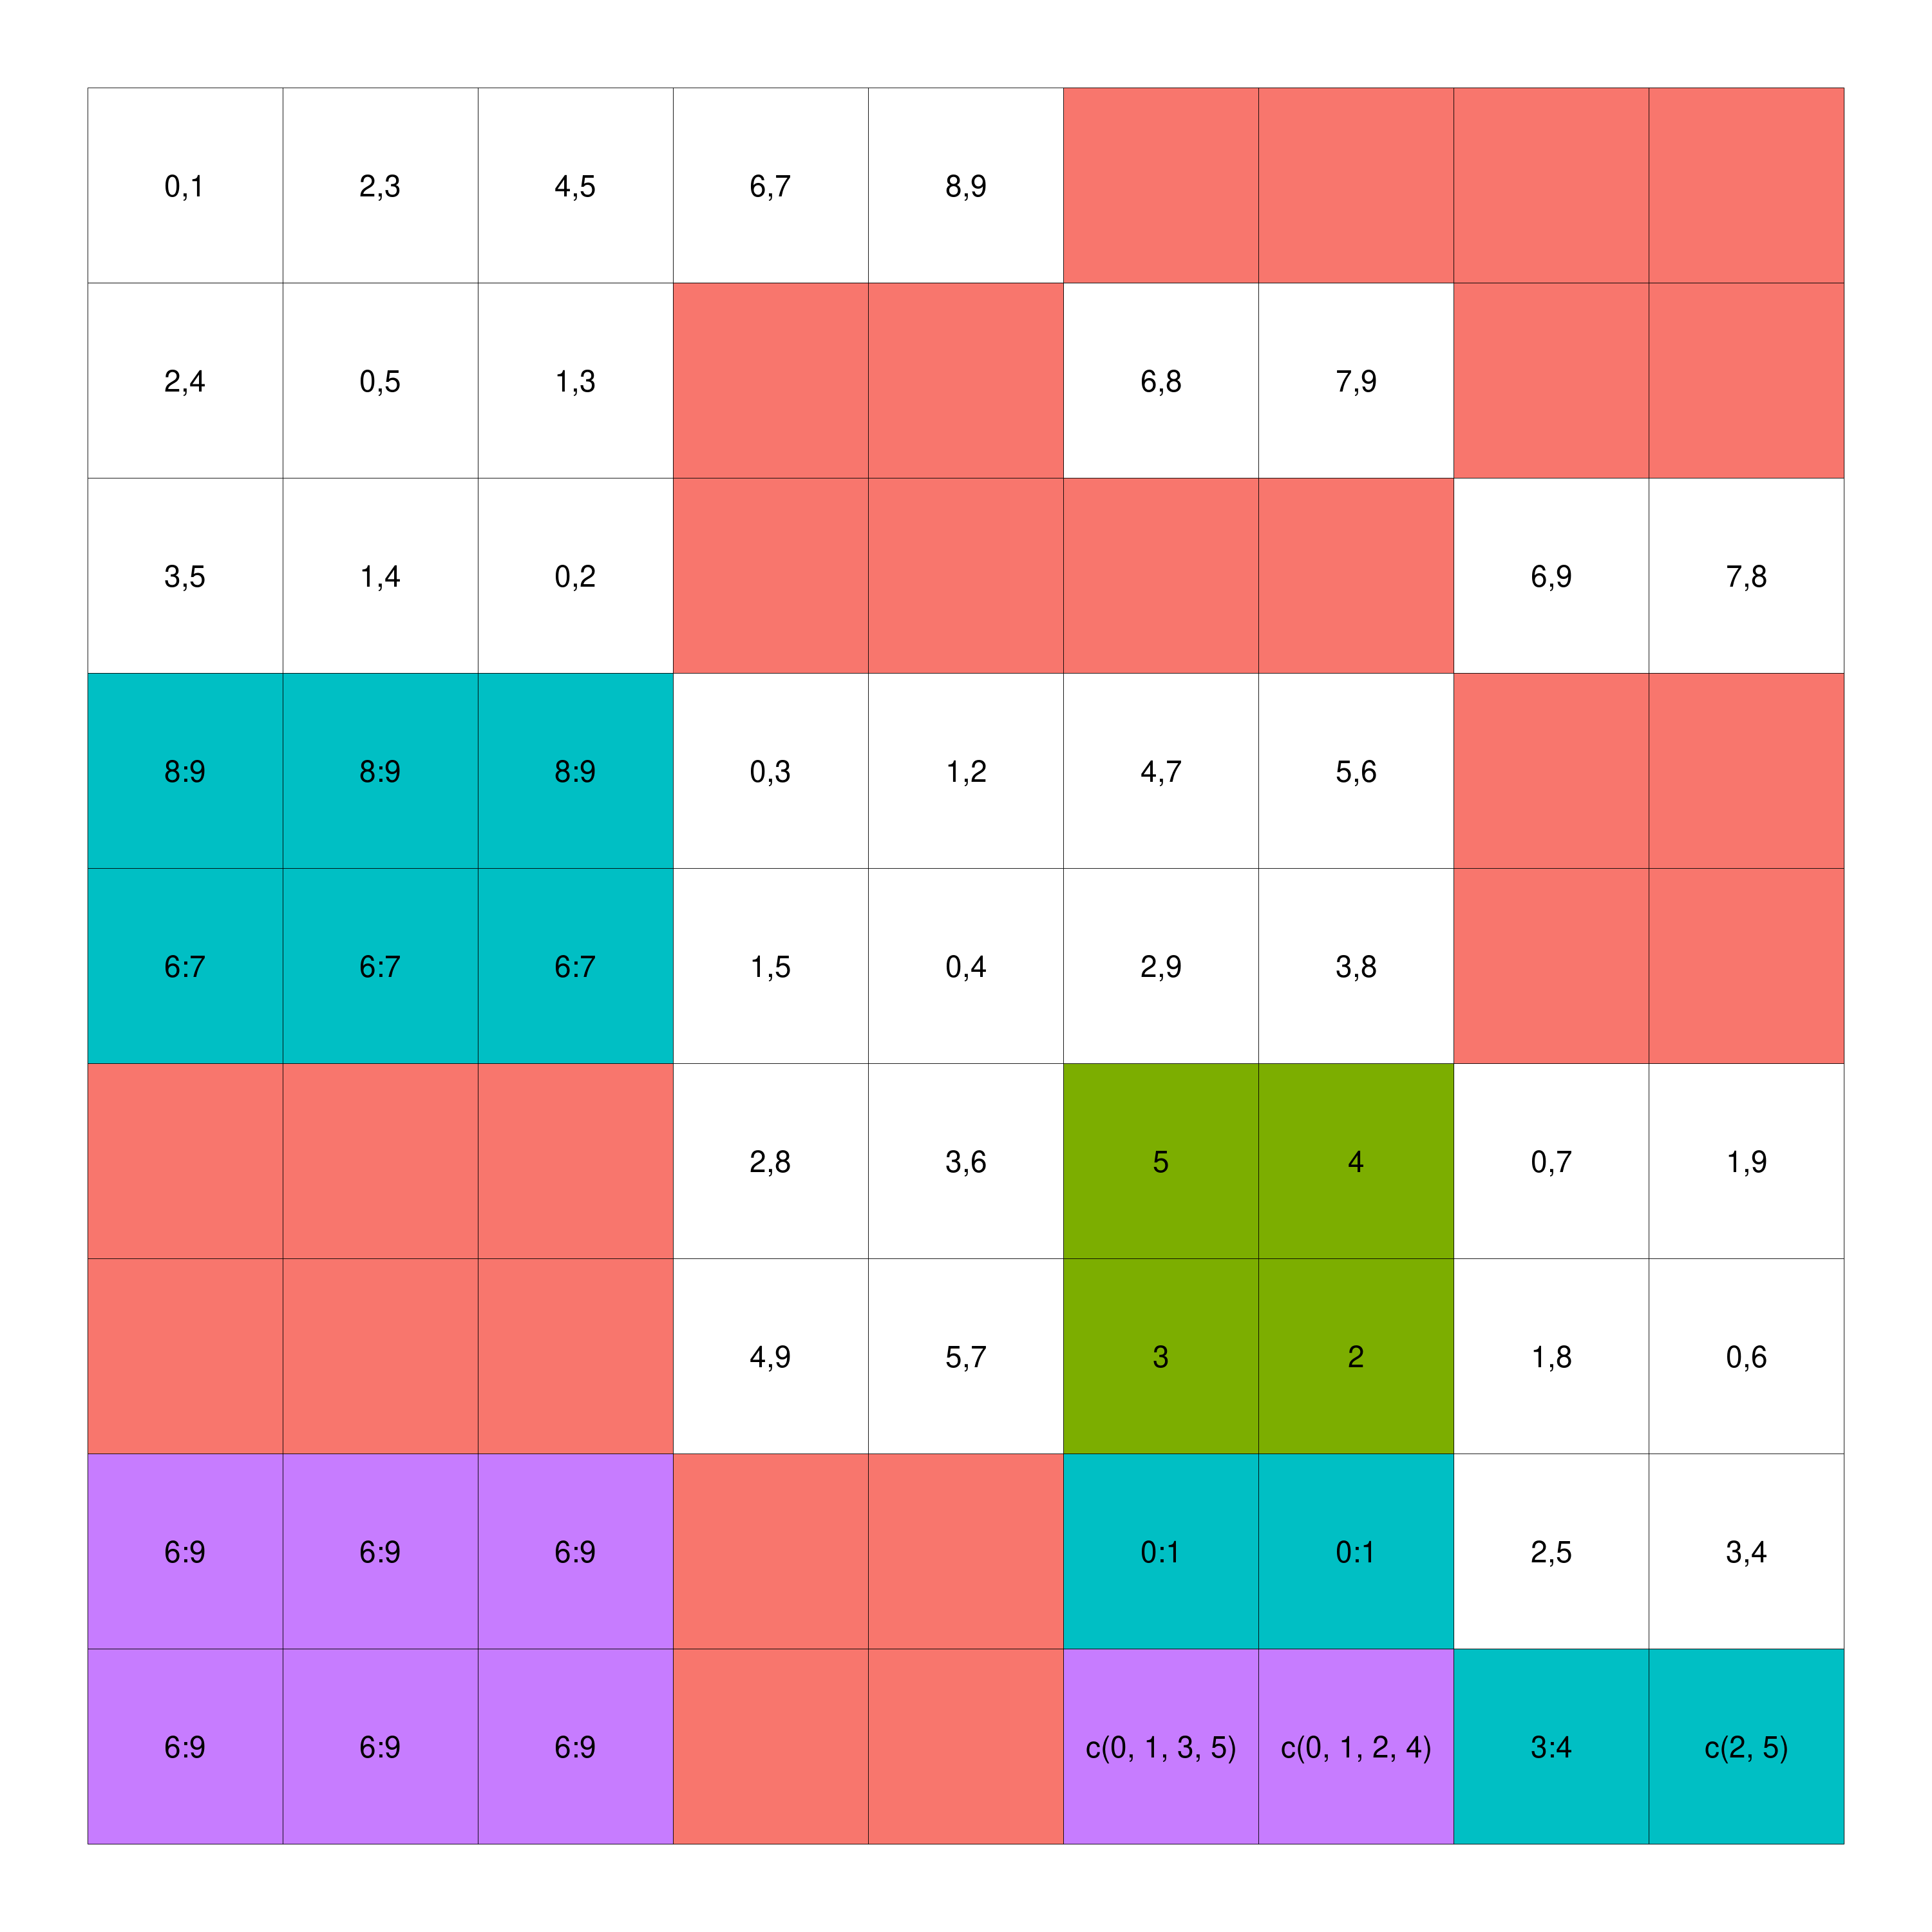 0,1 2,3 4,5 6,7 8,9
2,4 0,5 1,3 6,8 7,9
3,5 1,4 0,2 6,9 7,8
8:9 8:9 8:9 0,3 1,2 4,7 5,6
6:7 6:7 6:7 1,5 0,4 2,9 3,8
2,8 3,6 5 4 0,7 1,9
4,9 5,7 3 2 1,8 0,6
6:9 6:9 6:9 0:1 0:1 2,5 3,4
6:9 6:9 6:9 c(0, 1, 3, 5) c(0, 1, 2, 4) 3:4 c(2, 5)